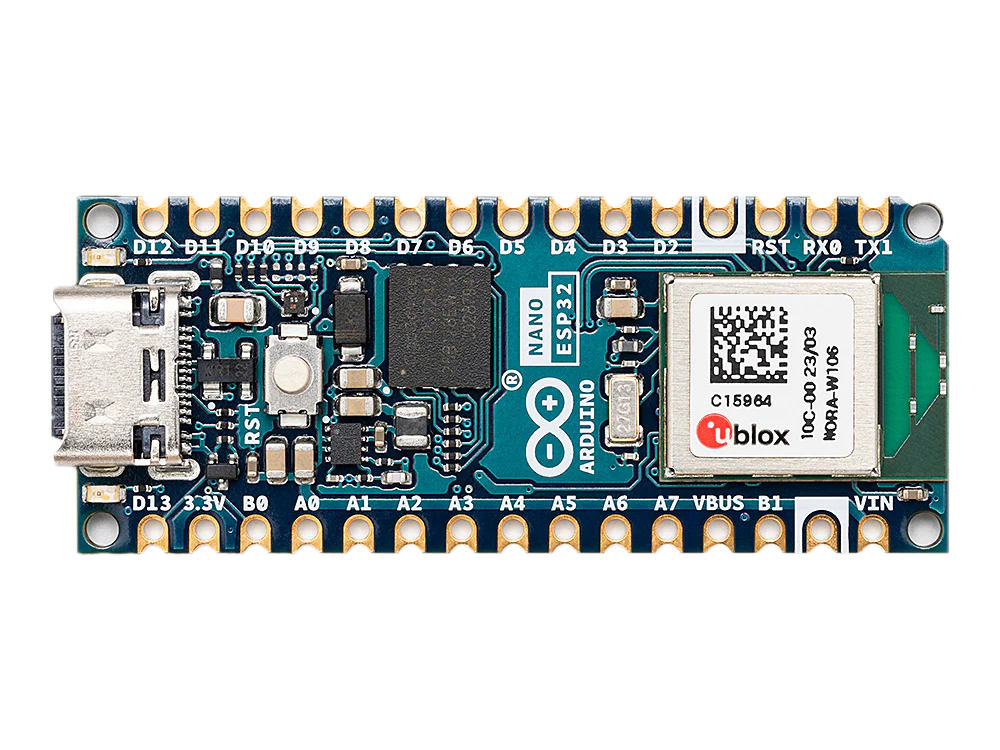 D12 D11 D10 D9 D8 D7 D6 D5 D4 D3 D2 RST RX0 TX1
NANO
ESP32
®
ARDUINO
RST
27G13
C15964
ublox
10C-00 23/03
NORA-W106
D13 3.3V B0 A0 A1 A2 A3 A4 A5 A6 A7 VBUS B1 VIN